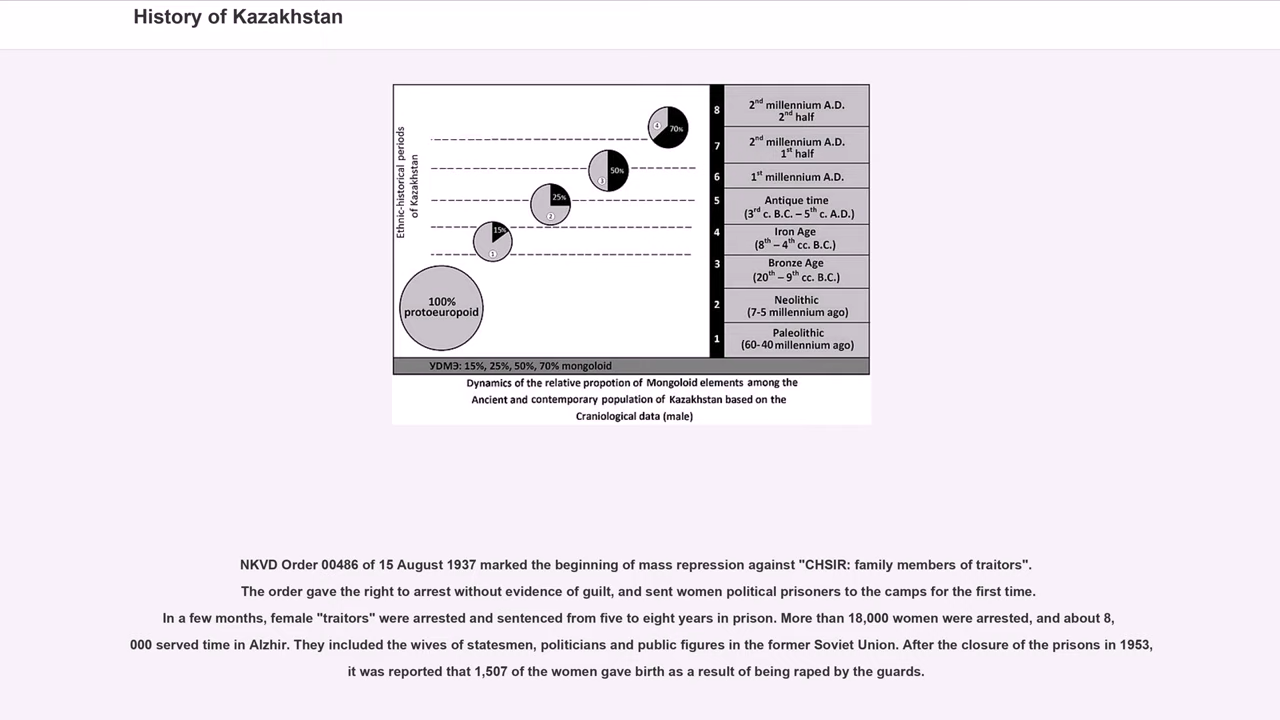 History of Kazakhstan
Ethnic-historical periods
of Kazakhstan
4
70%
3
50%
2
25%
1
15%
100%
protoeuropoid
8
2nd millennium A.D.
2nd half
7
2nd millennium A.D.
1st half
6
1st millennium A.D.
5
Antique time
(3rd c. B.C. – 5th c. A.D.)
4
Iron Age
(8th – 4th cc. B.C.)
3
Bronze Age
(20th – 9th cc. B.C.)
2
Neolithic
(7-5 millennium ago)
1
Paleolithic
(60-40 millennium ago)
УДМЭ: 15%, 25%, 50%, 70% mongoloid
Dynamics of the relative propotion of Mongoloid elements among the
Ancient and contemporary population of Kazakhstan based on the
Craniological data (male)
NKVD Order 00486 of 15 August 1937 marked the beginning of mass repression against "CHSIR: family members of traitors".
The order gave the right to arrest without evidence of guilt, and sent women political prisoners to the camps for the first time.
In a few months, female "traitors" were arrested and sentenced from five to eight years in prison. More than 18,000 women were arrested, and about 8,
000 served time in Alzhir. They included the wives of statesmen, politicians and public figures in the former Soviet Union. After the closure of the prisons in 1953,
it was reported that 1,507 of the women gave birth as a result of being raped by the guards.